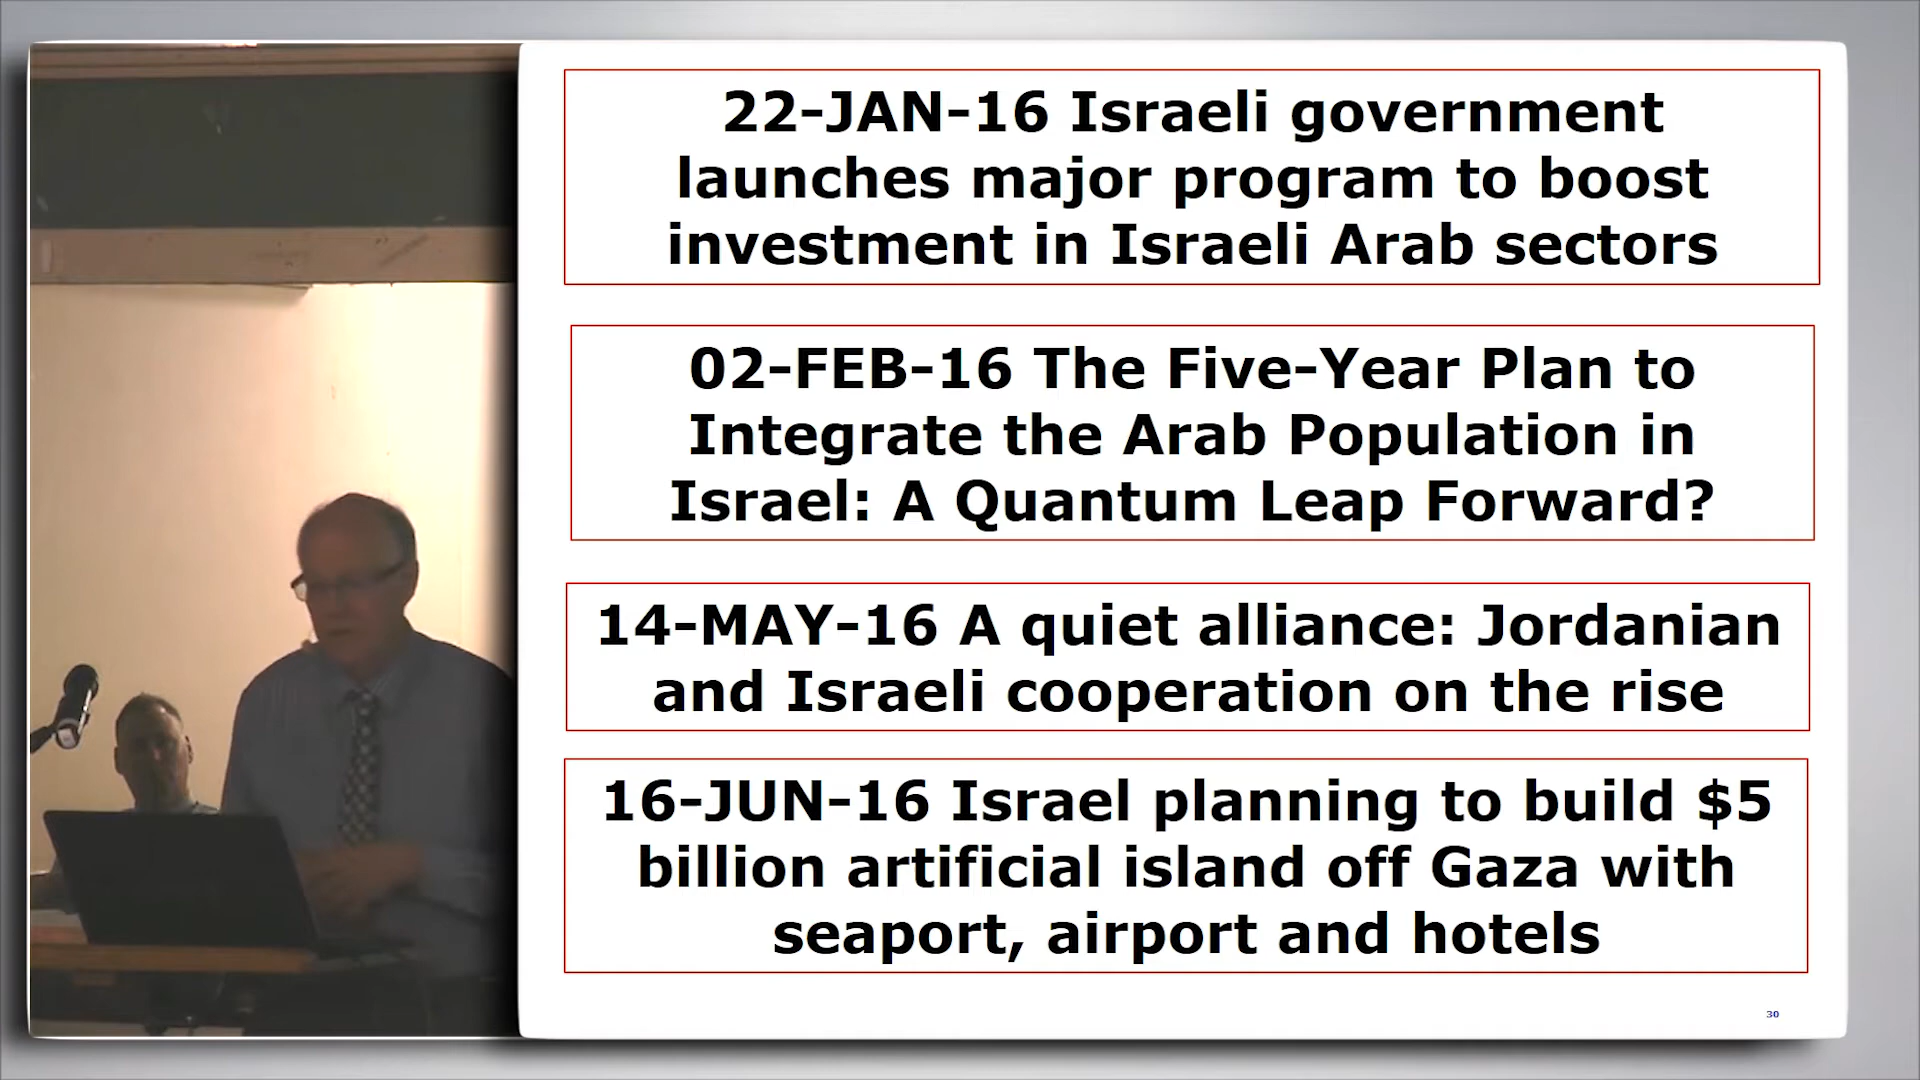 22-JAN-16 Israeli government
launches major program to boost
investment in Israeli Arab sectors
02-FEB-16 The Five-Year Plan to
Integrate the Arab Population in
Israel: A Quantum Leap Forward?
14-MAY-16 A quiet alliance: Jordanian
and Israeli cooperation on the rise
16-JUN-16 Israel planning to build $5
billion artificial island off Gaza with
seaport, airport and hotels
30